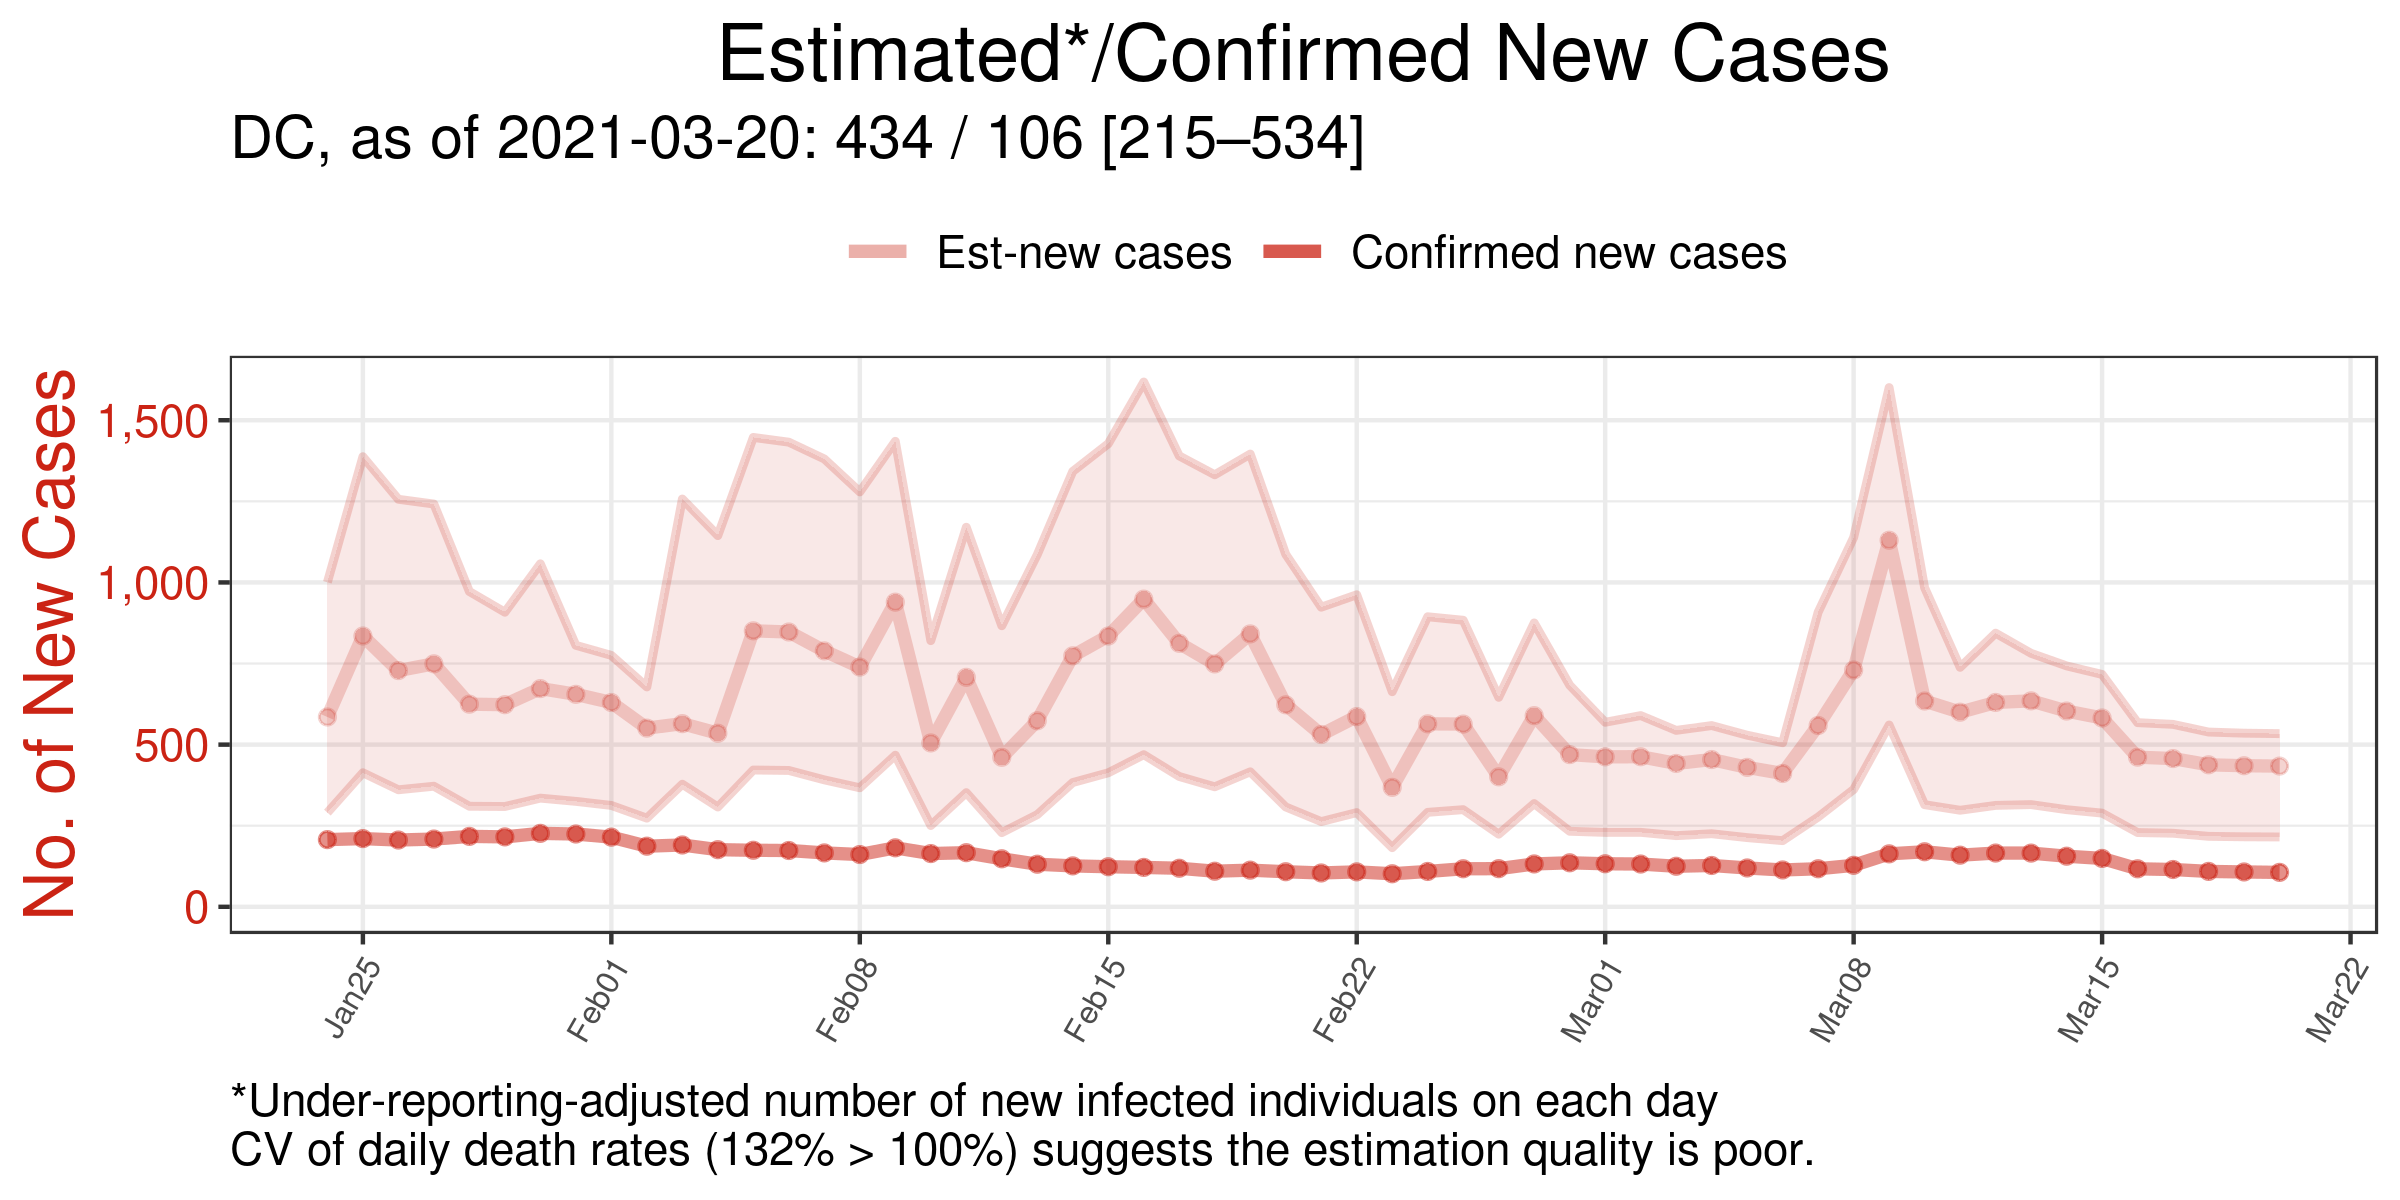 Estimated*/Confirmed New Cases
DC, as of 2021-03-20: 434 / 106 [215–534]
Est-new cases Confirmed new cases
No. of New Cases
1,500
1,000
500
0
Jan25 Feb01 Feb08 Feb15 Feb22 Mar01 Mar08 Mar15 Mar22
*Under-reporting-adjusted number of new infected individuals on each day
CV of daily death rates (132% > 100%) suggests the estimation quality is poor.